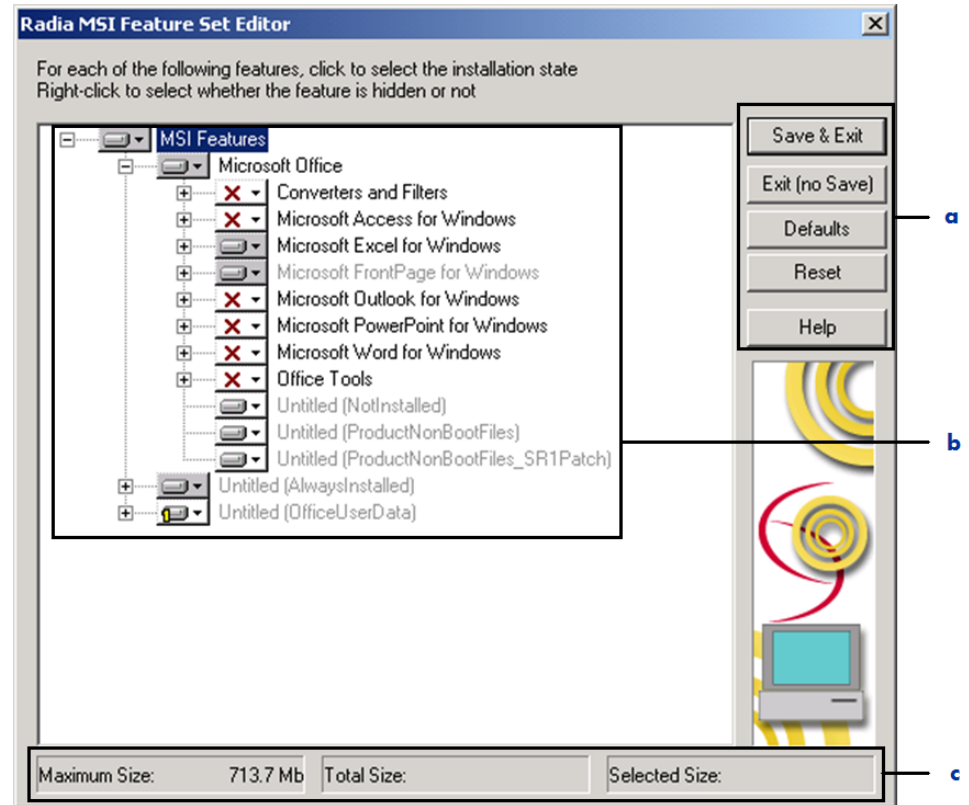 Radia MSI Feature Set Editor
For each of the following features, click to select the installation state
Right-click to select whether the feature is hidden or not
MSI Features
Microsoft Office
Converters and Filters
Microsoft Access for Windows
Microsoft Excel for Windows
Microsoft FrontPage for Windows
Microsoft Outlook for Windows
Microsoft PowerPoint for Windows
Microsoft Word for Windows
Office Tools
Untitled (NotInstalled)
Untitled (ProductNonBootFiles)
Untitled (ProductNonBootFiles_SR1Patch)
Untitled (AlwaysInstalled)
1
Untitled (OfficeUserData)
Save & Exit
Exit (no Save)
Defaults
Reset
Help
a
b
Maximum Size: 713.7 Mb Total Size: Selected Size:
c